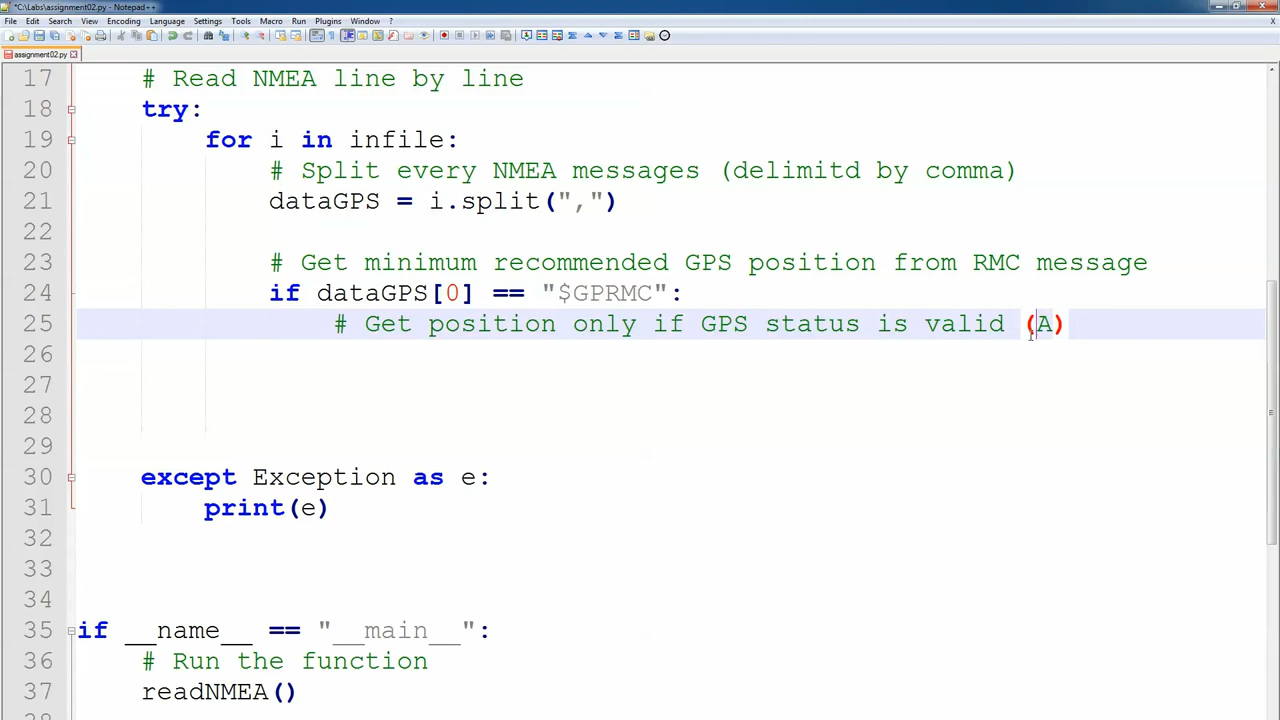 *C:\Labs\assignment02.py - Notepad++
File Edit Search View Encoding Language Settings Tools Macro Run Plugins Window ?
X
assignment02.py
17 # Read NMEA line by line
18 try:
19 for i in infile:
20 # Split every NMEA messages (delimitd by comma)
21 dataGPS = i.split(",")
22
23 # Get minimum recommended GPS position from RMC message
24 if dataGPS[0] == "$GPRMC":
25 # Get position only if GPS status is valid (A)
26
27
28
29
30 except Exception as e:
31 print(e)
32
33
34
35 if __name__ == "__main__":
36 # Run the function
37 readNMEA()
38